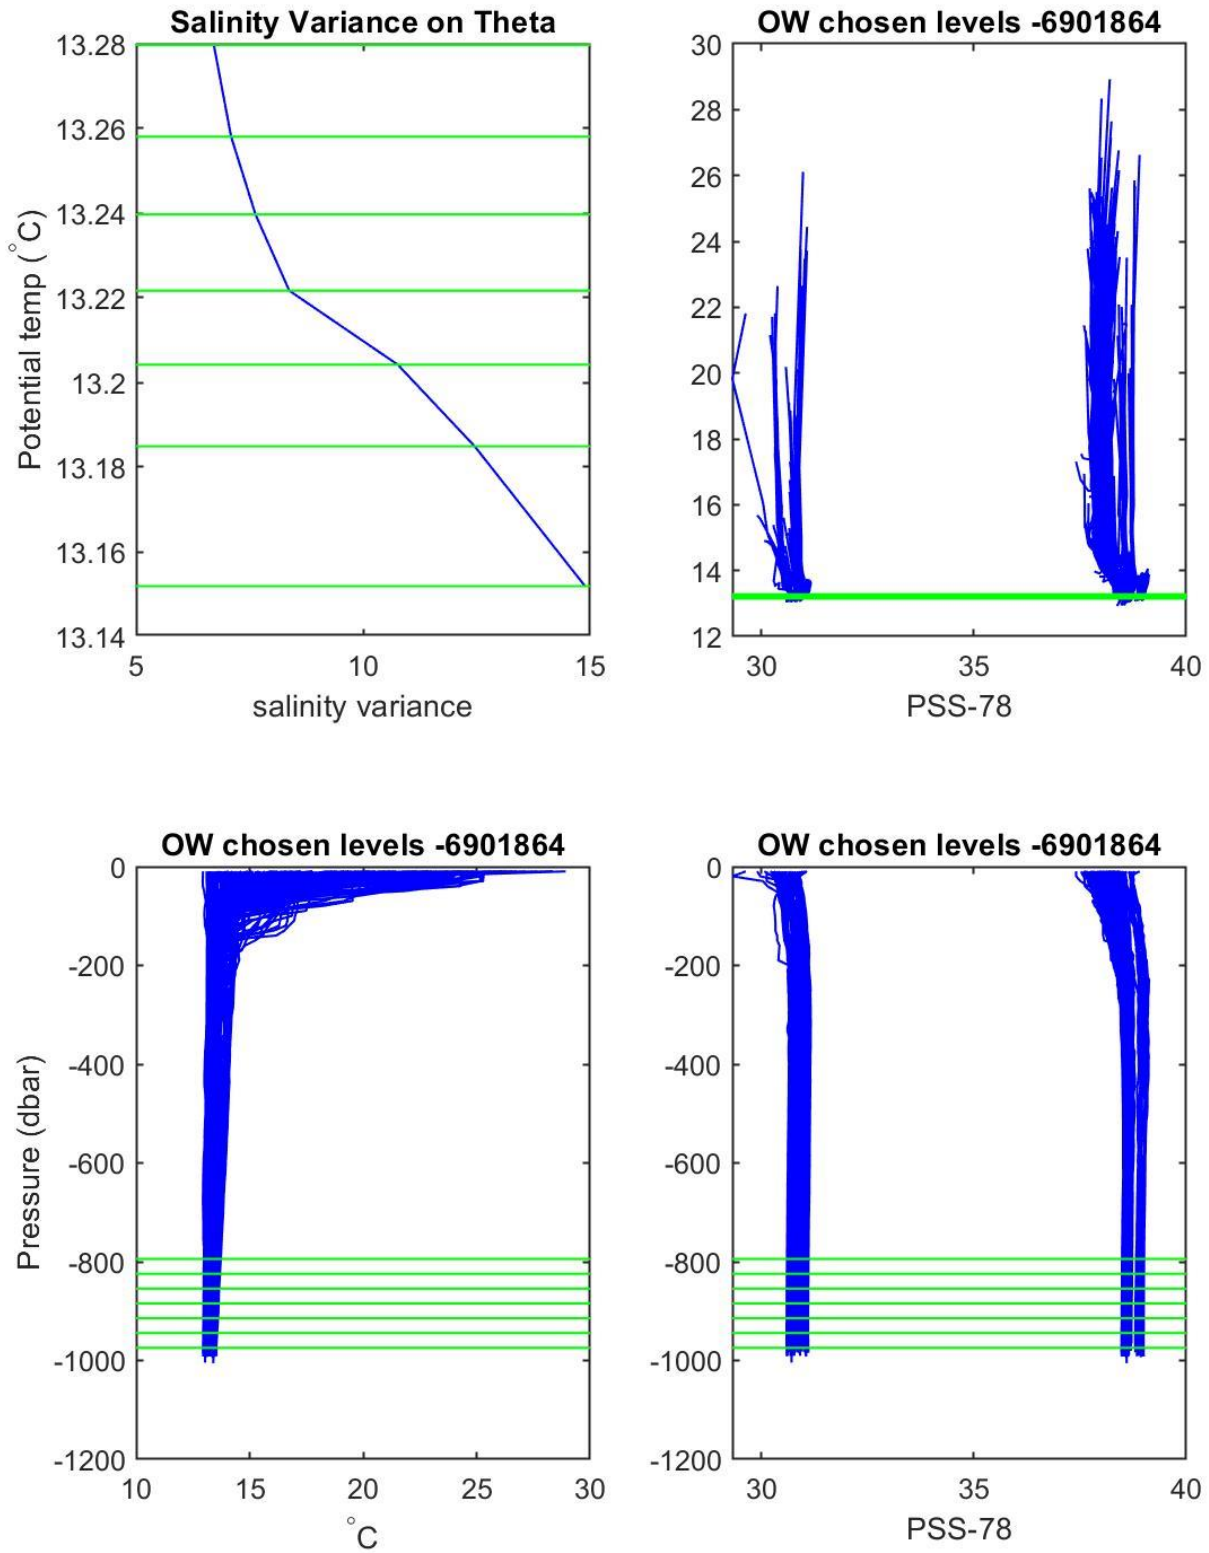 Salinity Variance on Theta
13.28
13.26
13.24
13.22
13.2
13.18
13.16
13.14
Potential temp (°C)
5 10 15
salinity variance
OW chosen levels -6901864
30
28
26
24
22
20
18
16
14
12
30 35 40
PSS-78
OW chosen levels -6901864
0
-200
-400
-600
-800
-1000
-1200
Pressure (dbar)
10 15 20 25 30
°C
OW chosen levels -6901864
0
-200
-400
-600
-800
-1000
-1200
30 35 40
PSS-78